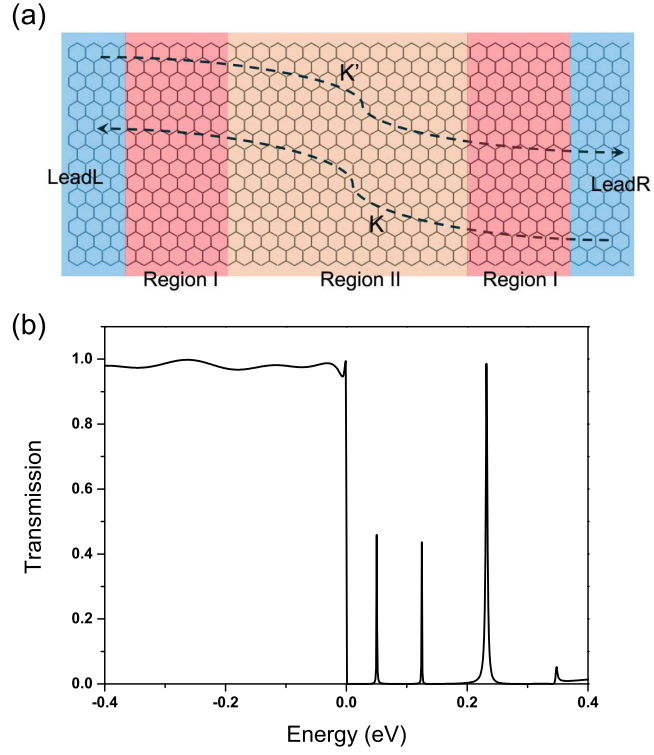 (a)
K’
LeadL
LeadR
K
Region I
Region II
Region I
(b)
1.0
0.8
0.6
0.4
0.2
0.0
Transmission
-0.4
-0.2
0.0
0.2
0.4
Energy (eV)